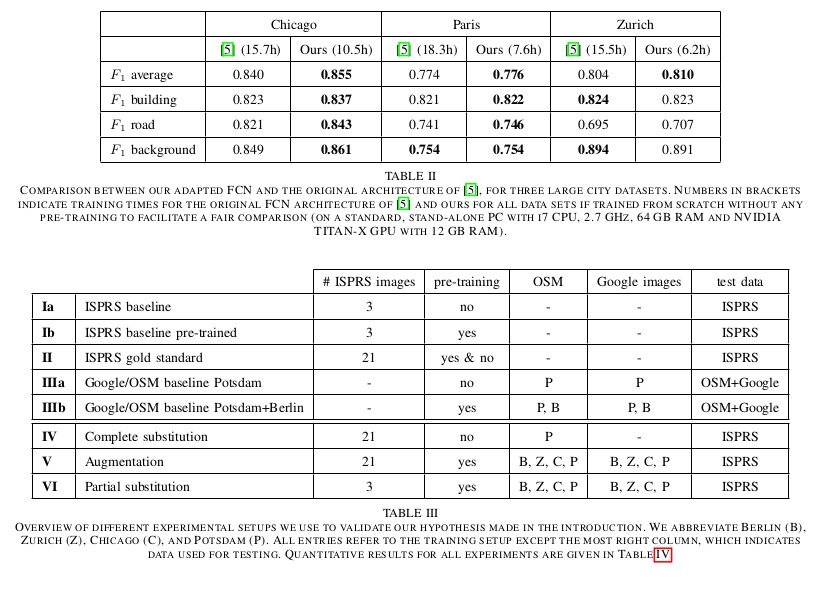 Chicago Paris Zurich
[5] (15.7h) Ours (10.5h) [5] (18.3h) Ours (7.6h) [5] (15.5h) Ours (6.2h)
F1 average 0.840 0.855 0.774 0.776 0.804 0.810
F1 building 0.823 0.837 0.821 0.822 0.824 0.823
F1 road 0.821 0.843 0.741 0.746 0.695 0.707
F1 background 0.849 0.861 0.754 0.754 0.894 0.891
TABLE II
COMPARISON BETWEEN OUR ADAPTED FCN AND THE ORIGINAL ARCHITECTURE OF [5], FOR THREE LARGE CITY DATASETS. NUMBERS IN BRACKETS
INDICATE TRAINING TIMES FOR THE ORIGINAL FCN ARCHITECTURE OF [5] AND OURS FOR ALL DATA SETS IF TRAINED FROM SCRATCH WITHOUT ANY
PRE-TRAINING TO FACILITATE A FAIR COMPARISON (ON A STANDARD, STAND-ALONE PC WITH I7 CPU, 2.7 GHZ, 64 GB RAM AND NVIDIA
TITAN-X GPU WITH 12 GB RAM).
# ISPRS images pre-training OSM Google images test data
Ia ISPRS baseline 3 no - - ISPRS
Ib ISPRS baseline pre-trained 3 yes - - ISPRS
II ISPRS gold standard 21 yes & no - - ISPRS
IIIa Google/OSM baseline Potsdam - no P P OSM+Google
IIIb Google/OSM baseline Potsdam+Berlin - yes P, B P, B OSM+Google
IV Complete substitution 21 no P - ISPRS
V Augmentation 21 yes B, Z, C, P B, Z, C, P ISPRS
VI Partial substitution 3 yes B, Z, C, P B, Z, C, P ISPRS
TABLE III
OVERVIEW OF DIFFERENT EXPERIMENTAL SETUPS WE USE TO VALIDATE OUR HYPOTHESIS MADE IN THE INTRODUCTION. WE ABBREVIATE BERLIN (B),
ZURICH (Z), CHICAGO (C), AND POTSDAM (P). ALL ENTRIES REFER TO THE TRAINING SETUP EXCEPT THE MOST RIGHT COLUMN, WHICH INDICATES
DATA USED FOR TESTING. QUANTITATIVE RESULTS FOR ALL EXPERIMENTS ARE GIVEN IN TABLE IV.